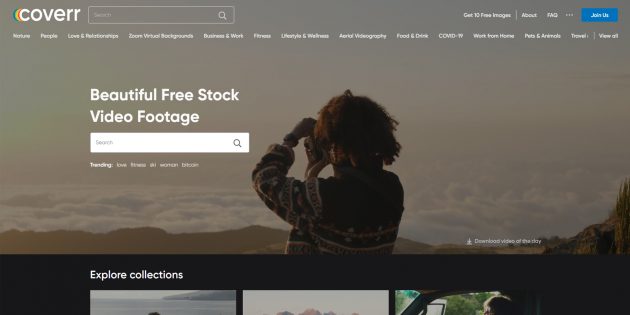 coverr Search Get 10 Free Images About FAQ ••• Join Us
Nature People Love & Relationships Zoom Virtual Backgrounds Business & Work Fitness Lifestyle & Wellness Aerial Videography Food & Drink COVID-19 Work from Home Pets & Animals Travel › View all
Beautiful Free Stock
Video Footage
Search
Trending: love fitness ski woman bitcoin
Download video of the day
Explore collections